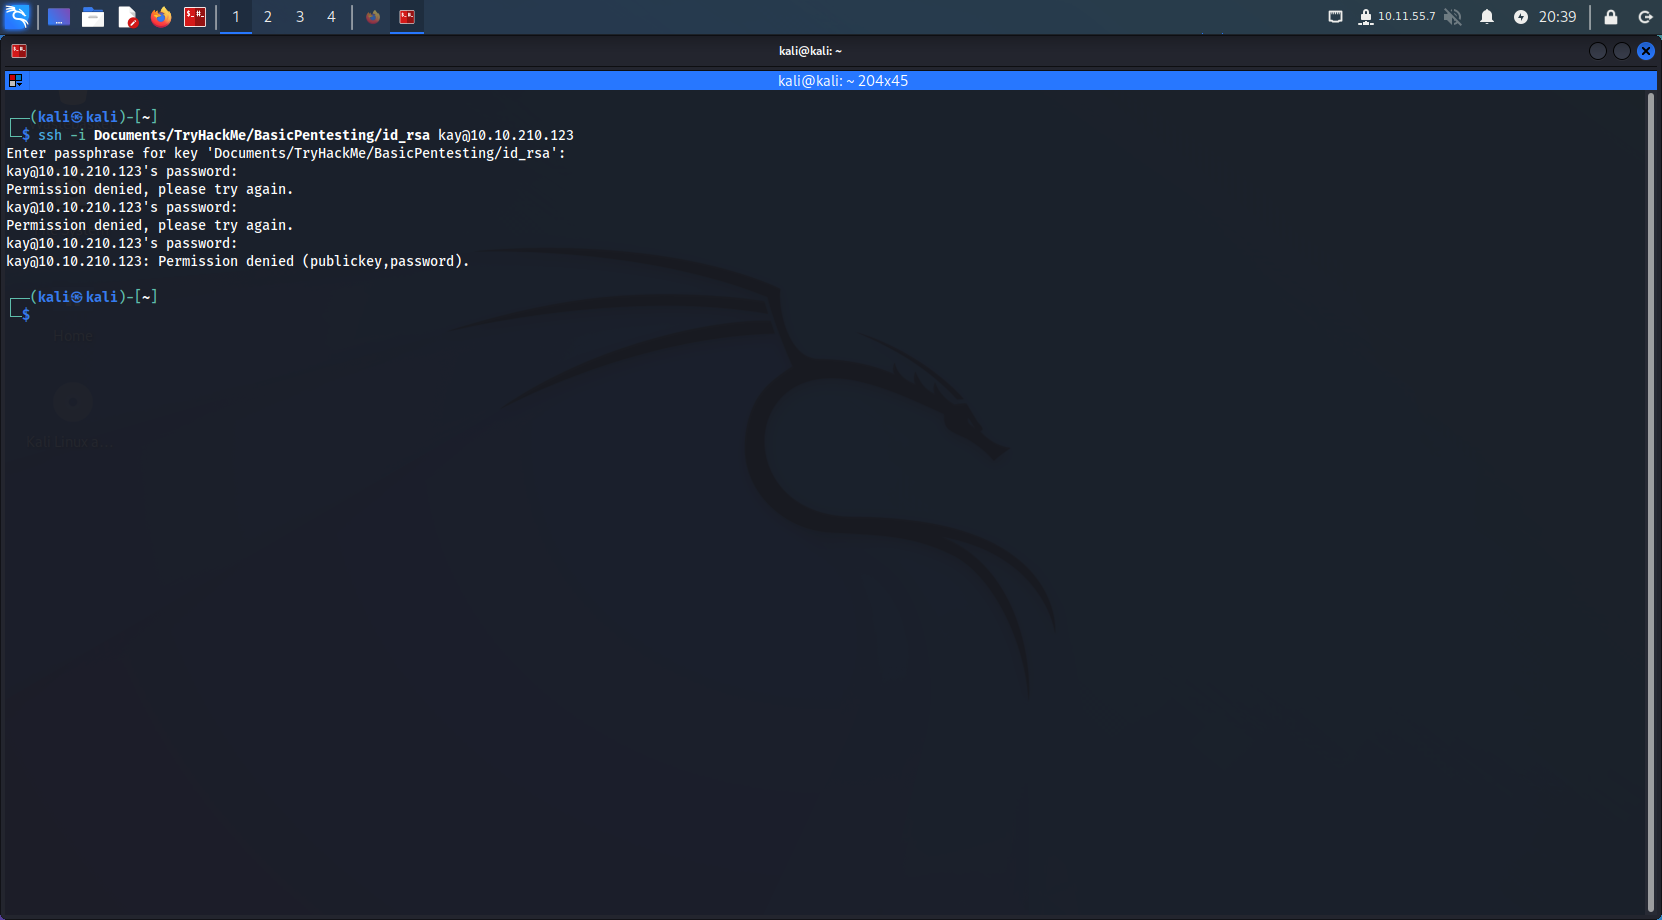 1 2 3 4 10.11.55.7 20:39
kali@kali: ~
kali@kali: ~ 204x45
┌──(kali㉿kali)-[~]
└─$ ssh -i Documents/TryHackMe/BasicPentesting/id_rsa kay@10.10.210.123
Enter passphrase for key 'Documents/TryHackMe/BasicPentesting/id_rsa':
kay@10.10.210.123's password:
Permission denied, please try again.
kay@10.10.210.123's password:
Permission denied, please try again.
kay@10.10.210.123's password:
kay@10.10.210.123: Permission denied (publickey,password).
┌──(kali㉿kali)-[~]
└─$
Home
Kali Linux a...